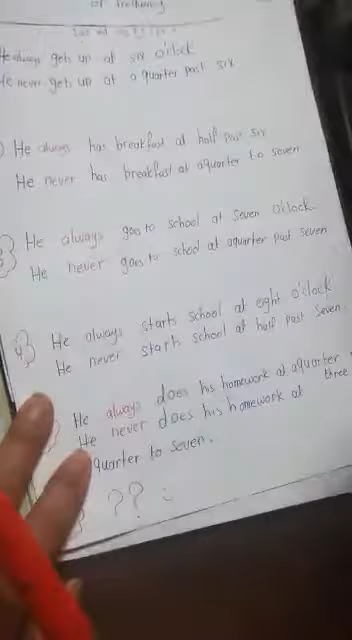 He always gets up at six o'clock
He never gets up at a quarter past six
) He always has breakfast at half past six
He never has breakfast at aquarter to seven
3) He always goes to school at seven O'clock
He never goes to school at aquarter past seven
4) He always starts school at eight o'clock
He never starts school at half past seven.
He always does his homework at aquarter
He never does his homework at three
quarter to seven.
??